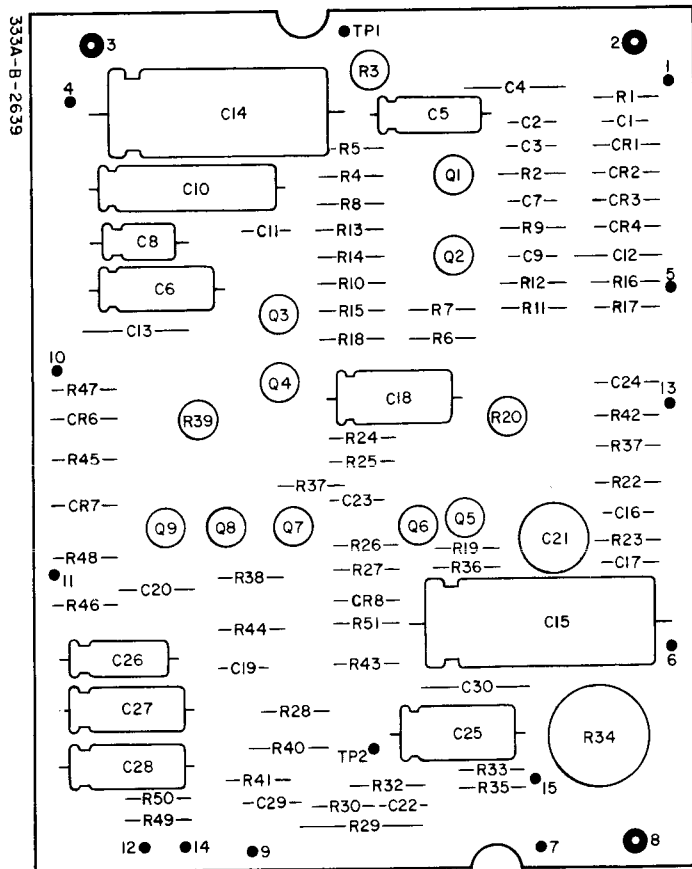 333A-B-2639
3
TP1
2
4
R3
1
C4
R1
C14
C5
C2
C1
R5
C3
CR1
R4
Q1
R2
CR2
C10
R8
C7
CR3
C11
R13
R9
CR4
C8
R14
Q2
C9
C12
C6
R10
R12
R16
5
Q3
R15
R7
R11
R17
C13
R18
R6
10
R47
Q4
C24
13
CR6
R39
C18
R20
R42
R24
R37
R45
R25
R37
R22
CR7
C23
C16
Q9
Q8
Q7
Q6
Q5
C21
R26
R19
R23
R48
C17
11
R38
R27
R36
C20
R46
CR8
C15
R44
R51
C26
C19
R43
6
C30
C27
R28
C25
R34
R40
TP2
C28
R33
R41
R32
R35
15
R50
C29
R30
C22
R49
R29
12
14
9
7
8